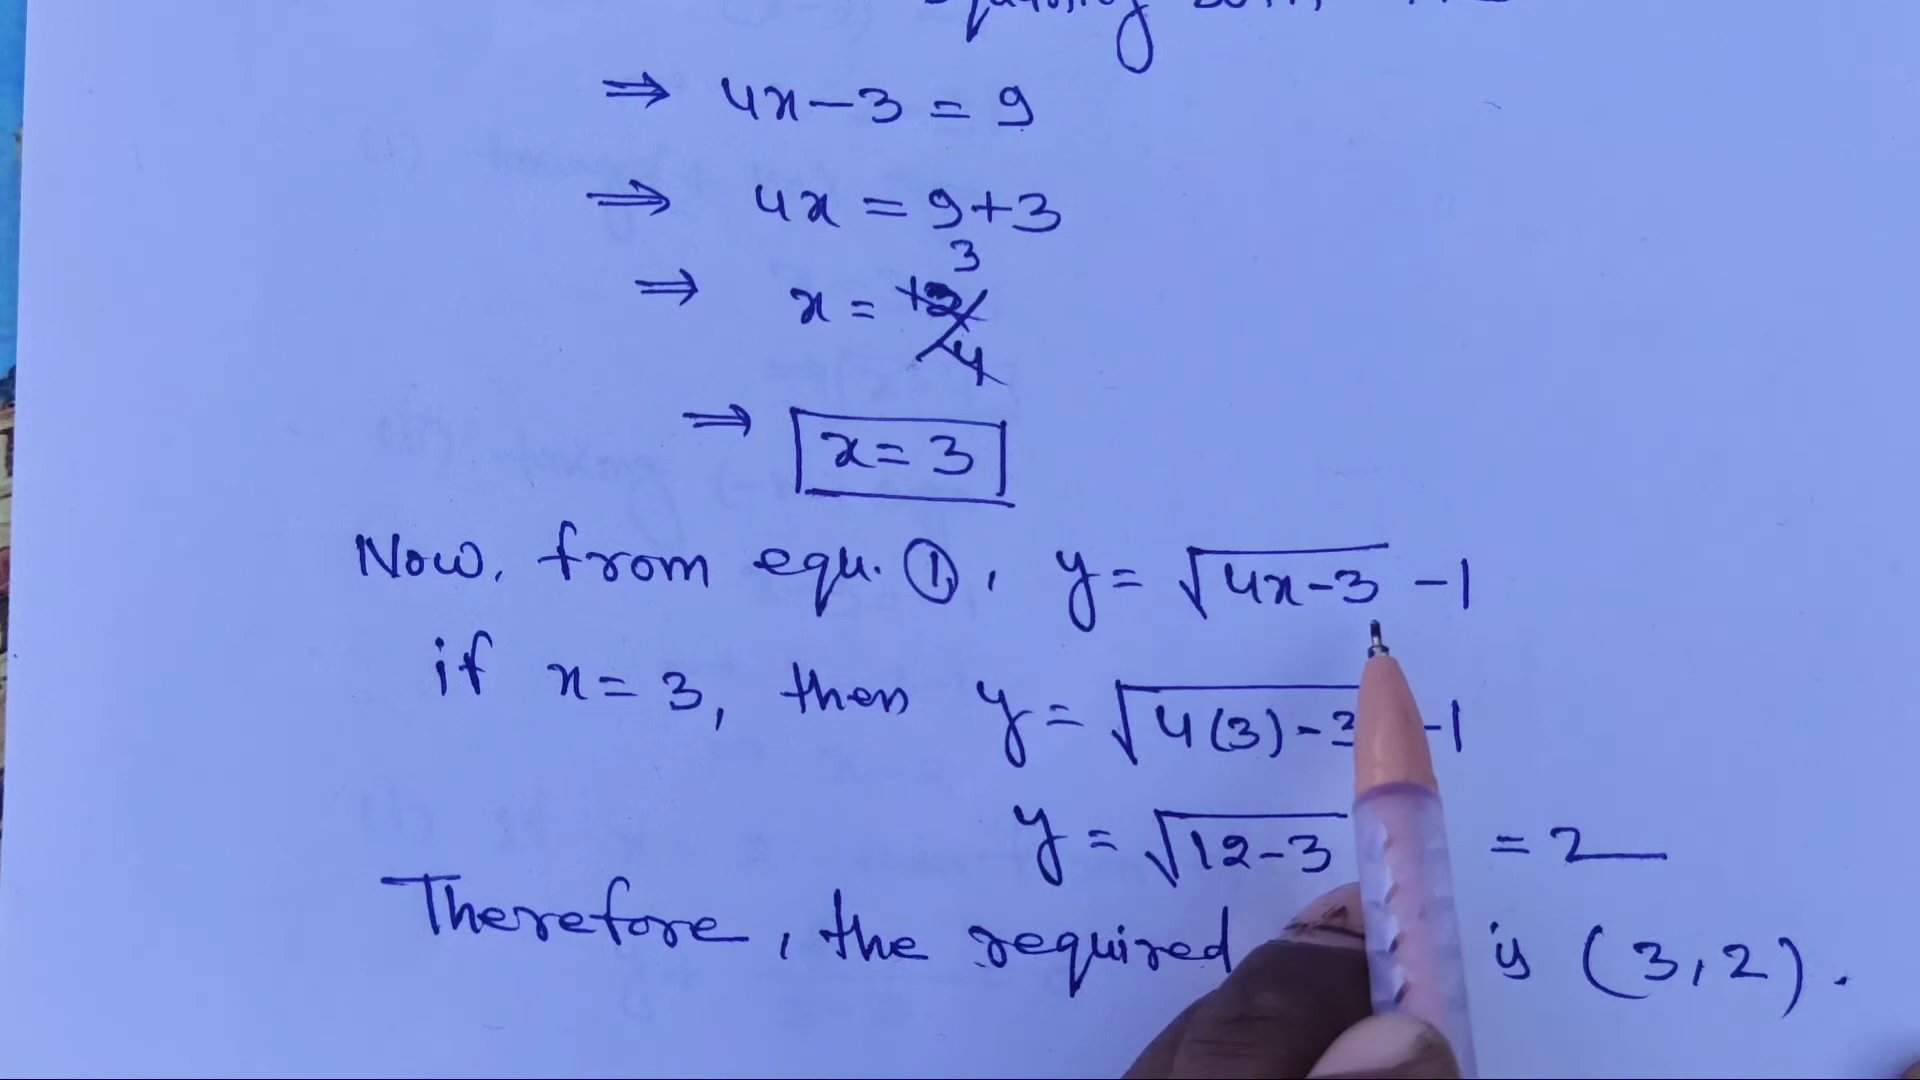 ⇒ 4x-3 = 9
⇒ 4x = 9+3
3
⇒ x = 12/4
⇒ x = 3
Now, from equ. ①, y = √4x-3 -1
if x = 3, then y = √4(3)-3 -1
y = √12-3 = 2
Therefore, the required is (3,2).